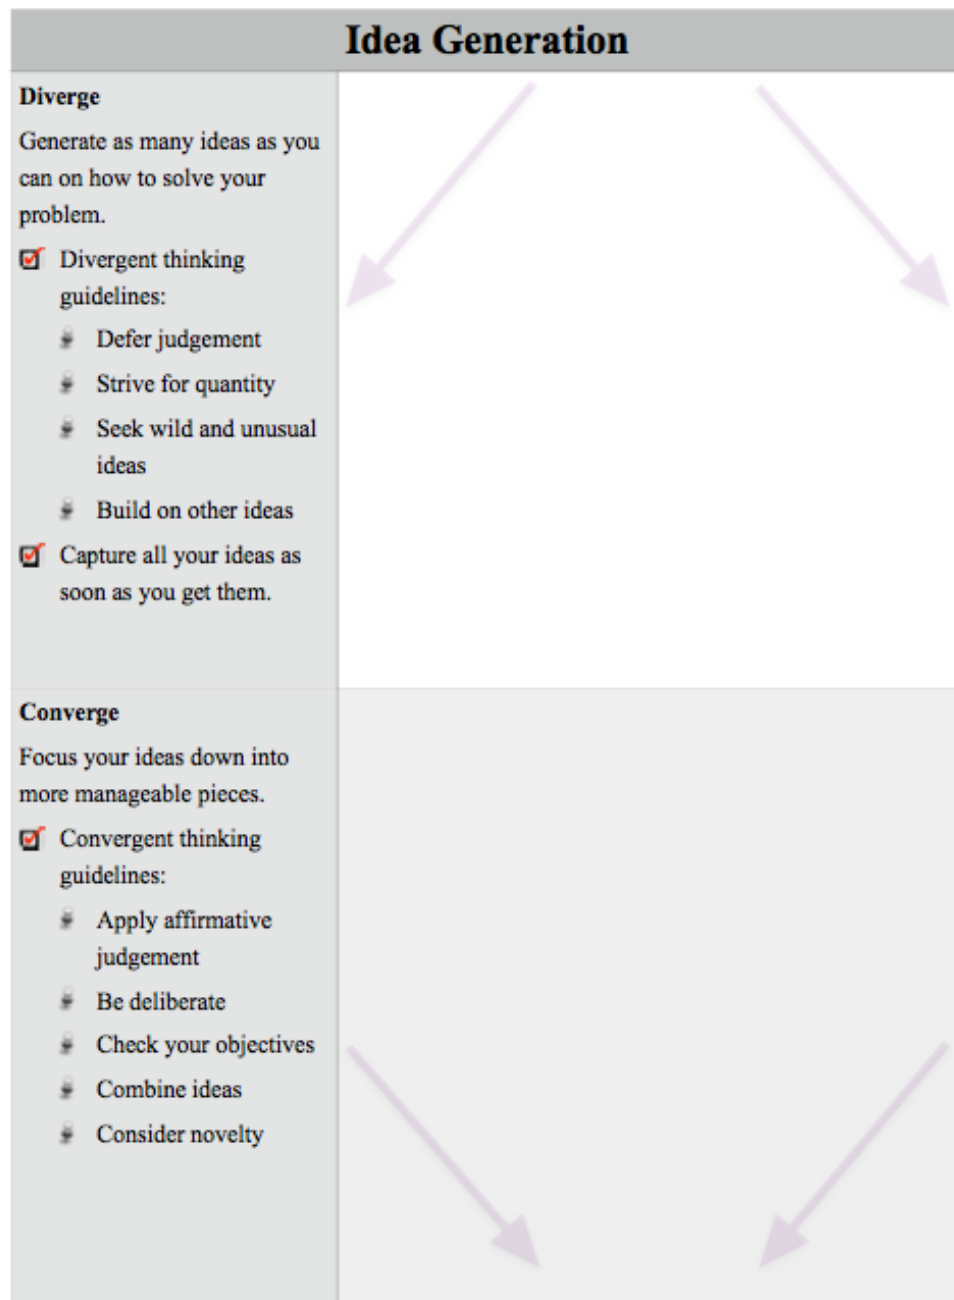 Idea Generation
Diverge
Generate as many ideas as you
can on how to solve your
problem.
Divergent thinking
guidelines:
Defer judgement
Strive for quantity
Seek wild and unusual
ideas
Build on other ideas
Capture all your ideas as
soon as you get them.
Converge
Focus your ideas down into
more manageable pieces.
Convergent thinking
guidelines:
Apply affirmative
judgement
Be deliberate
Check your objectives
Combine ideas
Consider novelty